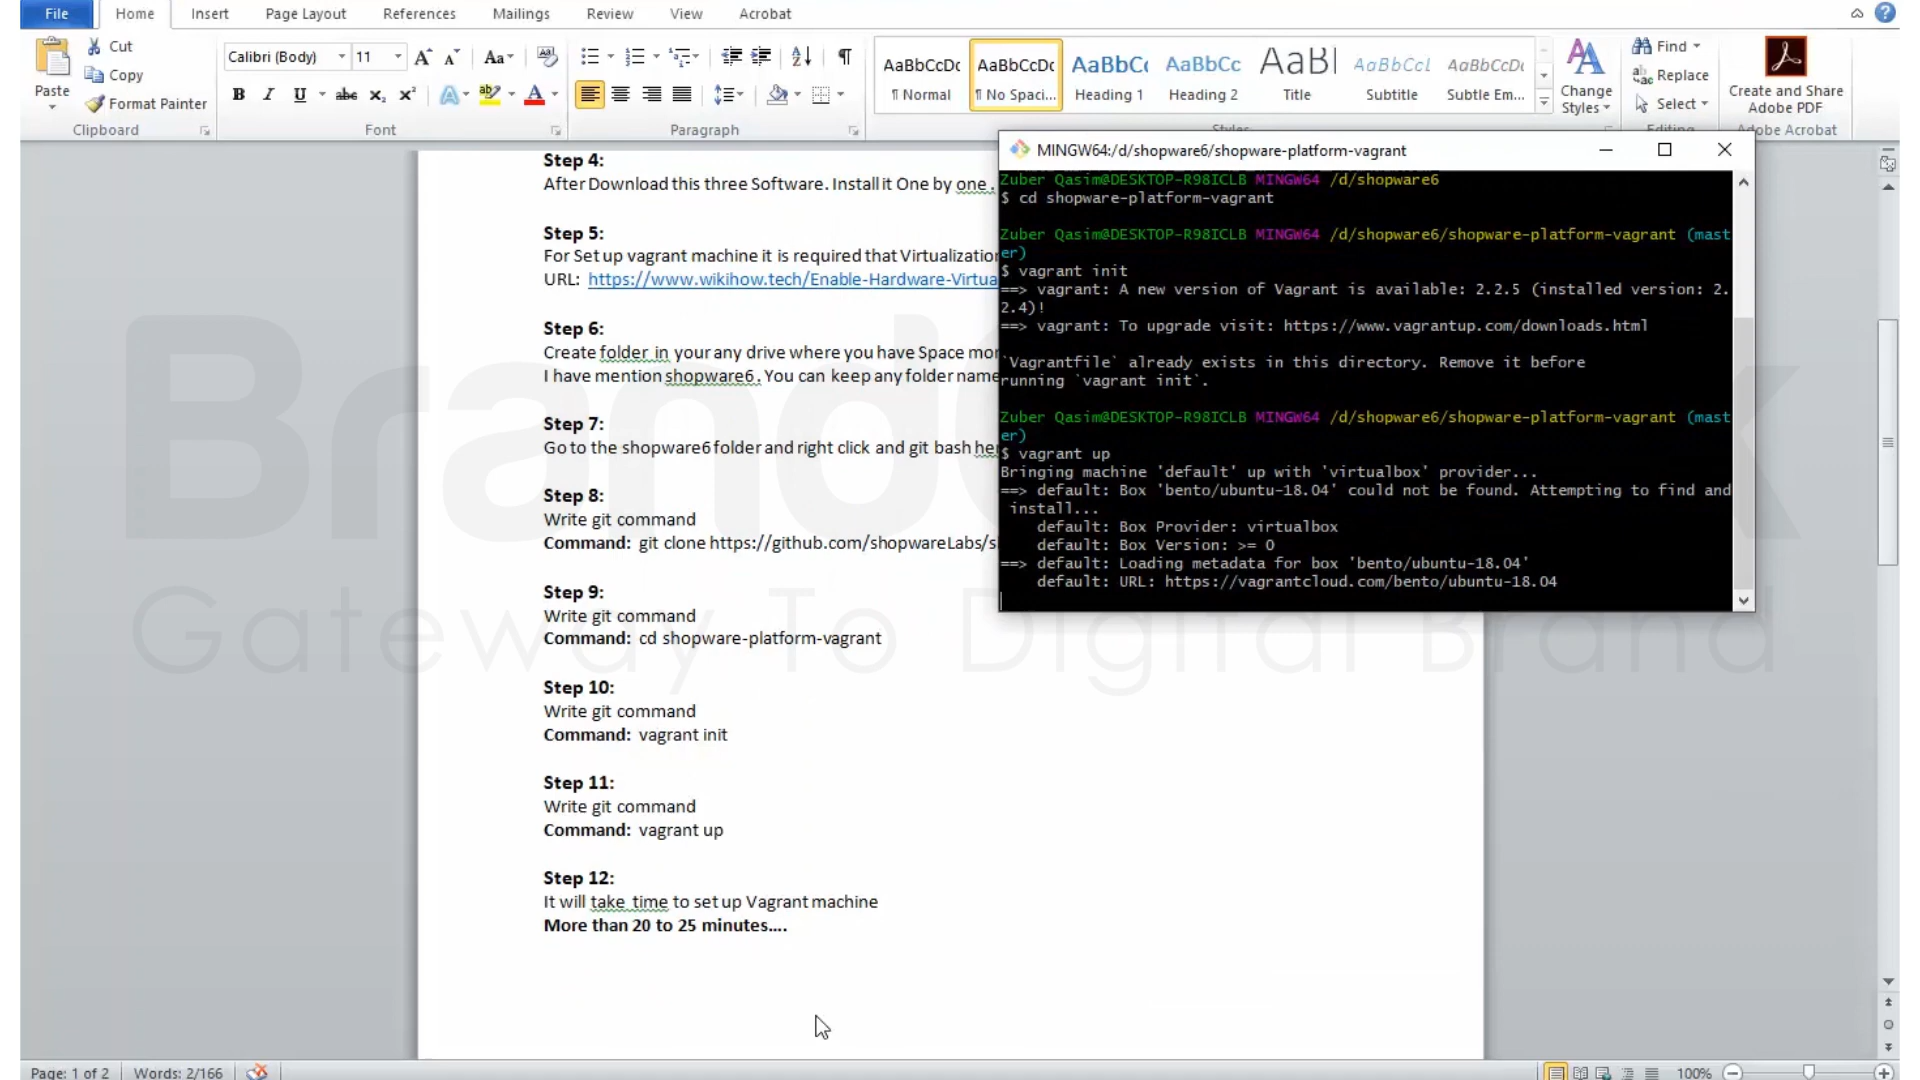 File Home Insert Page Layout References Mailings Review View Acrobat
Cut
Copy
Paste
Format Painter
Clipboard
Calibri (Body) 11
Font
Paragraph
AaBbCcDc AaBbCcDc AaBbCc AaBbCc AaB AaBbCcL AaBbCcDc
¶ Normal ¶ No Spaci... Heading 1 Heading 2 Title Subtitle Subtle Em...
Change
Styles
Find
Replace
Select
Create and Share
Adobe PDF
Adobe Acrobat
Step 4:
After Download this three Software. Install it One by one .
Step 5:
For Set up vagrant machine it is required that
URL: https://www.wikihow.tech/Enable-Hardware-Virtua
Step 6:
Create folder in your any drive where you have Space
I have mention shopware6 . You can keep any folder name
Step 7:
Go to the shopware6 folder and right click and git bash
Step 8:
Write git command
Command: git clone https://github.com/shopwareLabs/
Step 9:
Write git command
Command: cd shopware-platform-vagrant
Step 10:
Write git command
Command: vagrant init
Step 11:
Write git command
Command: vagrant up
Step 12:
It will take time to set up Vagrant machine
More than 20 to 25 minutes....
MINGW64:/d/shopware6/shopware-platform-vagrant
Zuber Qasim@DESKTOP-R98ICLB MINGW64 /d/shopware6
$ cd shopware-platform-vagrant
Zuber Qasim@DESKTOP-R98ICLB MINGW64 /d/shopware6/shopware-platform-vagrant (mast
er)
$ vagrant init
==> vagrant: A new version of Vagrant is available: 2.2.5 (installed version: 2.
2.4)!
==> vagrant: To upgrade visit: https://www.vagrantup.com/downloads.html
`Vagrantfile` already exists in this directory. Remove it before
running `vagrant init`.
Zuber Qasim@DESKTOP-R98ICLB MINGW64 /d/shopware6/shopware-platform-vagrant (mast
er)
$ vagrant up
Bringing machine 'default' up with 'virtualbox' provider...
==> default: Box 'bento/ubuntu-18.04' could not be found. Attempting to find and
 install...
default: Box Provider: virtualbox
default: Box Version: >= 0
==> default: Loading metadata for box 'bento/ubuntu-18.04'
default: URL: https://vagrantcloud.com/bento/ubuntu-18.04
Gateway To Digital Brand
Page: 1 of 2 Words: 2/166 100%